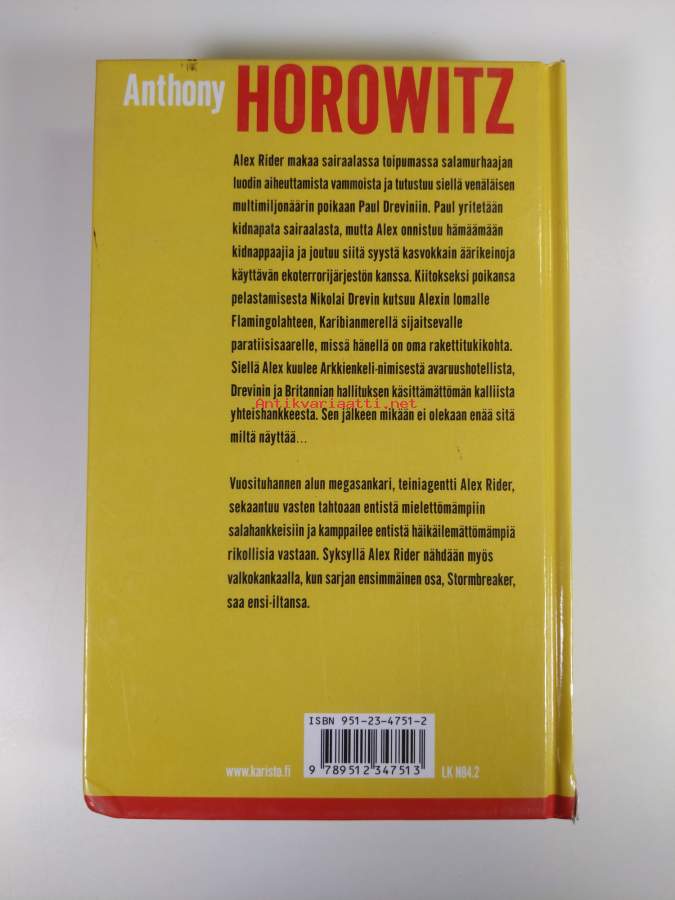 Anthony HOROWITZ
Alex Rider makaa sairaalassa toipumassa salamurhaajan
luodin aiheuttamista vammoista ja tutustuu siellä venäläisen
multimiljonäärin poikaan Paul Dreviniin. Paul yritetään
kidnapata sairaalasta, mutta Alex onnistuu hämäämään
kidnappaajia ja joutuu siitä syystä kasvokkain äärikeinoja
käyttävän ekoterrorijärjestön kanssa. Kiitokseksi poikansa
pelastamisesta Nikolai Drevin kutsuu Alexin lomalle
Flamingolahteen, Karibianmerellä sijaitsevalle
paratiisisaarelle, missä hänellä on oma rakettitukikohta.
Siellä Alex kuulee Arkkienkeli-nimisestä avaruushotellista,
Drevinin ja Britannian hallituksen käsittämättömän kalliista
Antikvariaatti.net
yhteishankkeesta. Sen jälkeen mikään ei olekaan enää sitä
miltä näyttää...
Vuosituhannen alun megasankari, teiniagentti Alex Rider,
sekaantuu vasten tahtoaan entistä mielettömämpiin
salahankkeisiin ja kamppailee entistä häikäilemättömämpiä
rikollisia vastaan. Syksyllä Alex Rider nähdään myös
valkokankaalla, kun sarjan ensimmäinen osa, Stormbreaker,
saa ensi-iltansa.
ISBN 951-23-4751-2
9 789512 347513
www.karisto.fi
LK N84.2